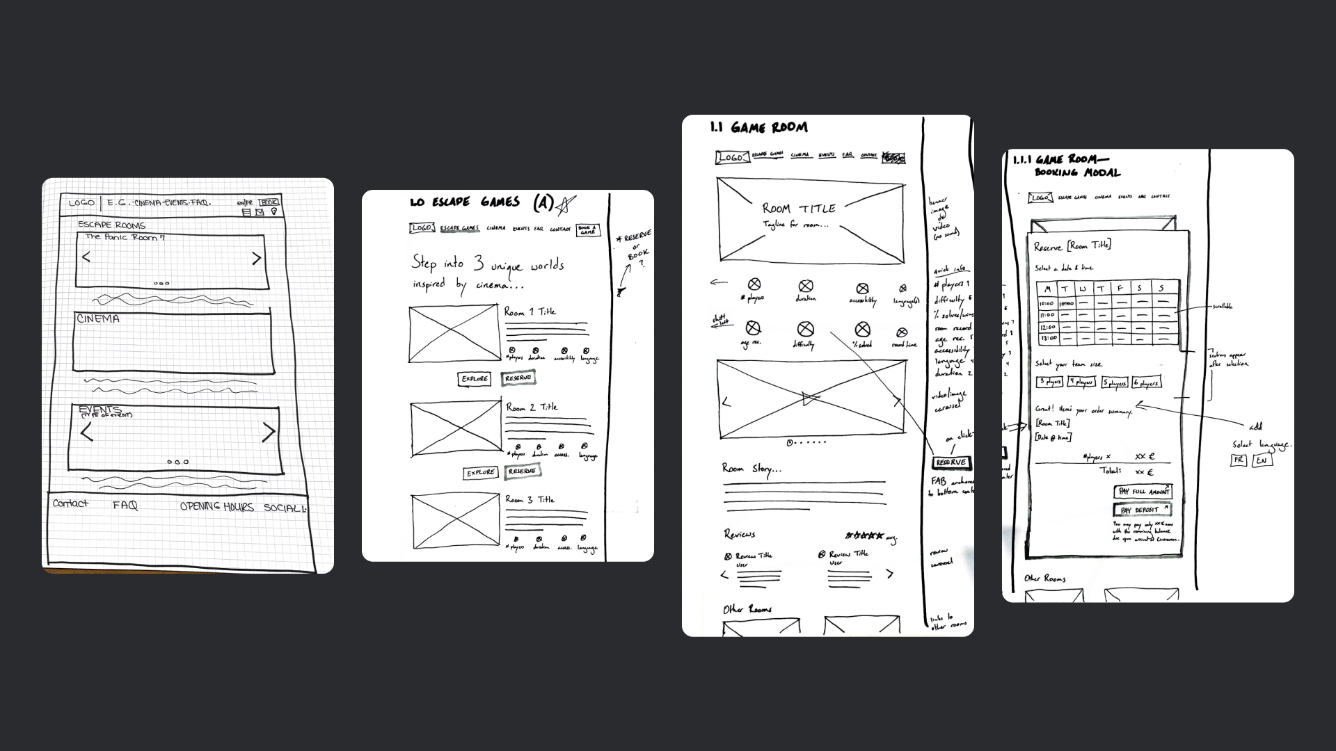 LOGO
E.G. CINEMA EVENTS FAQ.
EN/FR
BOOK
ESCAPE ROOMS
The Panic Room ?
CINEMA
EVENTS
(TYPE OF EVENT)
Contact
FAQ
OPENING HOURS
SOCIAL
1.0 ESCAPE GAMES (A)
LOGO
ESCAPE GAMES
CINEMA
EVENTS
FAQ
CONTACT
BOOK A
GAME
* RESERVE
or
BOOK
?
Step into 3 unique worlds
inspired by cinema...
Room 1 Title
#players
duration
accessibility
language
EXPLORE
RESERVE
Room 2 Title
#players
duration
access.
language
EXPLORE
RESERVE
Room 3 Title
#players
duration
access.
language
1.1 GAME ROOM
LOGO
ESCAPE GAMES
CINEMA
EVENTS
FAQ
CONTACT
ROOM TITLE
Tagline for room...
banner
image
video
(no sound)
# players
duration
accessibility
language(s)
age rec.
difficulty
% solved
record time
quick info
# players ?
difficulty
room record
age rec.
accessibility
language
duration
video/image
carousel
on click
RESERVE
FAB anchored
to bottom
Room Story...
Reviews
avg.
Review Title
User
Review Title
User
review
carousel
Other Rooms
links to
other rooms
1.1.1 GAME ROOM—
BOOKING MODAL
LOGO
ESCAPE GAMES
CINEMA
EVENTS
FAQ
CONTACT
Reserve [Room Title]
Select a date & time.
M T W T F S S
10:00
11:00
12:00
13:00
scrollable
Select your team size.
3 players
4 players
5 players
6 players
sections appear
after selection
Great! Here's your order summary.
[Room Title]
[Date @ time]
add
Select language.
FR
EN
#players x
xx €
Total:
xx €
PAY FULL AMOUNT
PAY DEPOSIT
You may pay only xx€ now
with the remaining balance
due upon arrival
Other Rooms